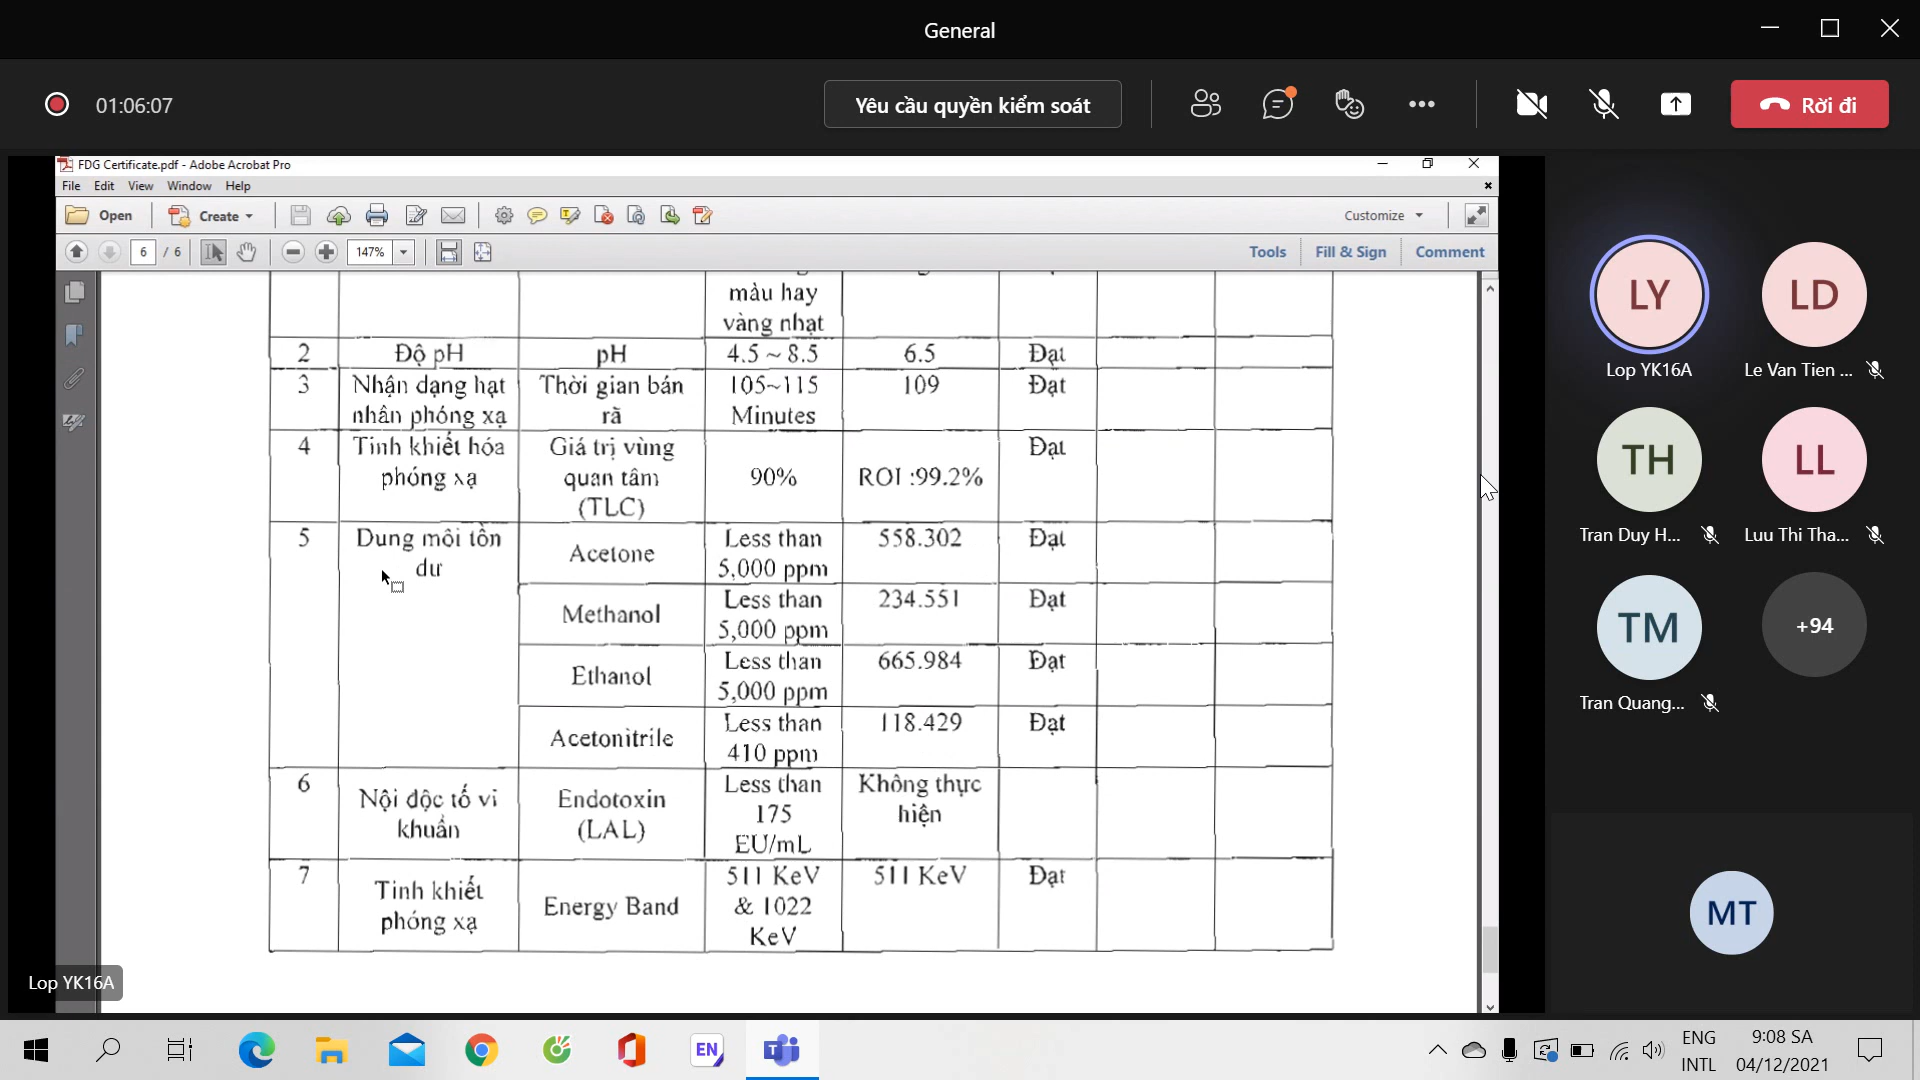 General
01:06:07
Yêu cầu quyền kiểm soát
Rời đi
FDG Certificate.pdf - Adobe Acrobat Pro
File Edit View Window Help
Open Create Customize
6 / 6 147% Tools Fill & Sign Comment
màu hay
vàng nhạt
2 Độ pH pH 4.5 ~ 8.5 6.5 Đạt
3 Nhận dạng hạt Thời gian bán 105~115 109 Đạt
nhân phóng xạ rã Minutes
4 Tinh khiết hóa Giá trị vùng Đạt
phóng xạ quan tâm 90% ROI :99.2%
(TLC)
5 Dung môi tồn Less than 558.302 Đạt
dư Acetone 5,000 ppm
Less than 234.551 Đạt
Methanol 5,000 ppm
Less than 665.984 Đạt
Ethanol 5,000 ppm
Less than 118.429 Đạt
Acetonitrile 410 ppm
6 Less than Không thực
Nội độc tố vi Endotoxin 175 hiện
khuẩn (LAL) EU/mL
7 511 KeV 511 KeV Đạt
Tinh khiết Energy Band & 1022
phóng xạ KeV
Lop YK16A
LY
Lop YK16A
LD
Le Van Tien ...
TH
Tran Duy H...
LL
Luu Thi Tha...
TM
Tran Quang...
+94
MT
EN
ENG
INTL
9:08 SA
04/12/2021